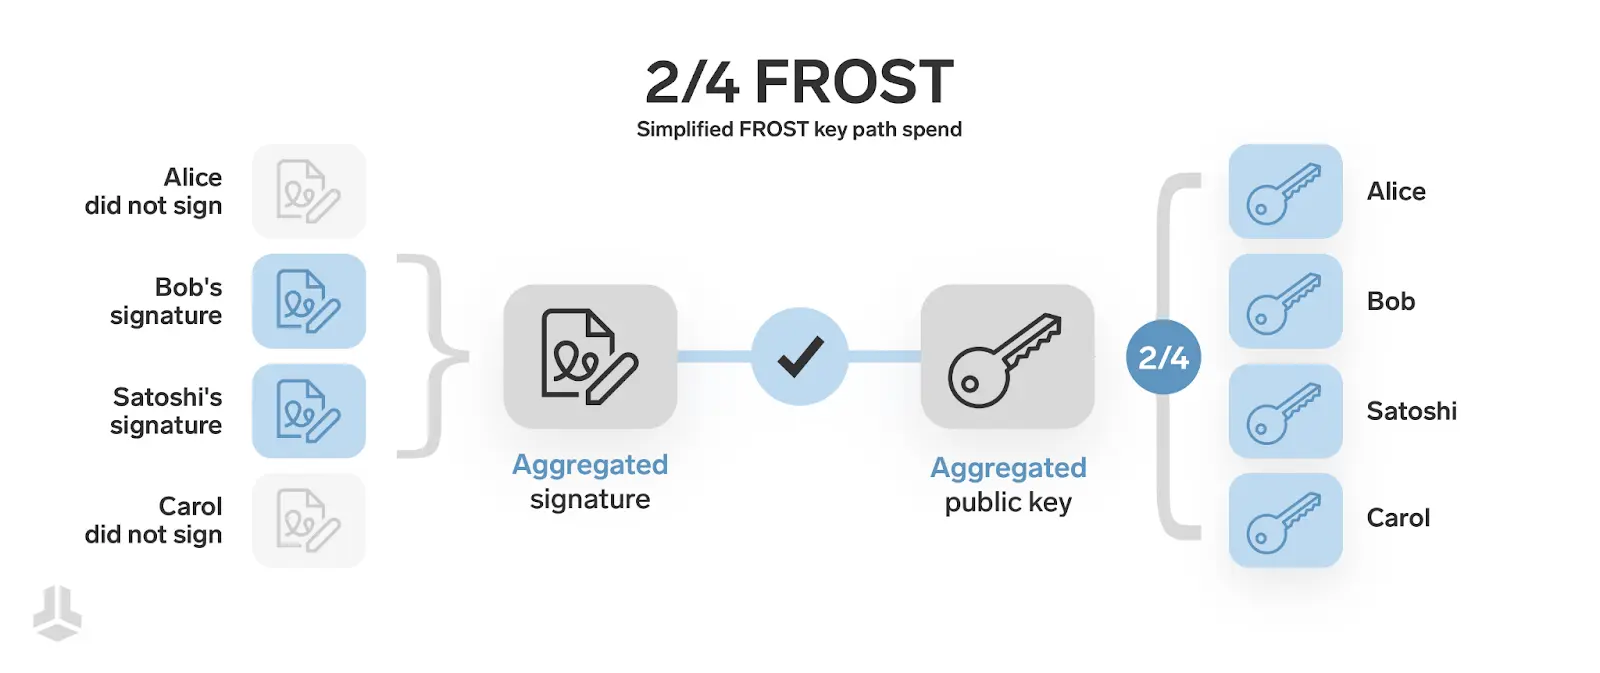 2/4 FROST
Simplified FROST key path spend
Alice
did not sign
Bob's
signature
Satoshi's
signature
Carol
did not sign
Aggregated
signature
Aggregated
public key
2/4
Alice
Bob
Satoshi
Carol